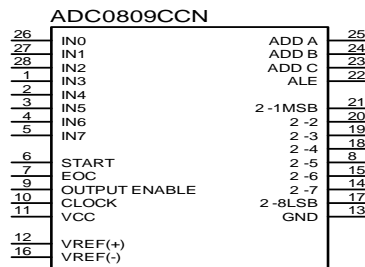 ADC0809CCN
26 IN0 ADD A 25
27 IN1 ADD B 24
28 IN2 ADD C 23
1 IN3 ALE 22
2 IN4
3 IN5 2 -1MSB 21
4 IN6 2 -2 20
5 IN7 2 -3 19
2 -4 18
6 START 2 -5 8
7 EOC 2 -6 15
9 OUTPUT ENABLE 2 -7 14
10 CLOCK 2 -8LSB 17
11 VCC GND 13
12 VREF(+)
16 VREF(-)